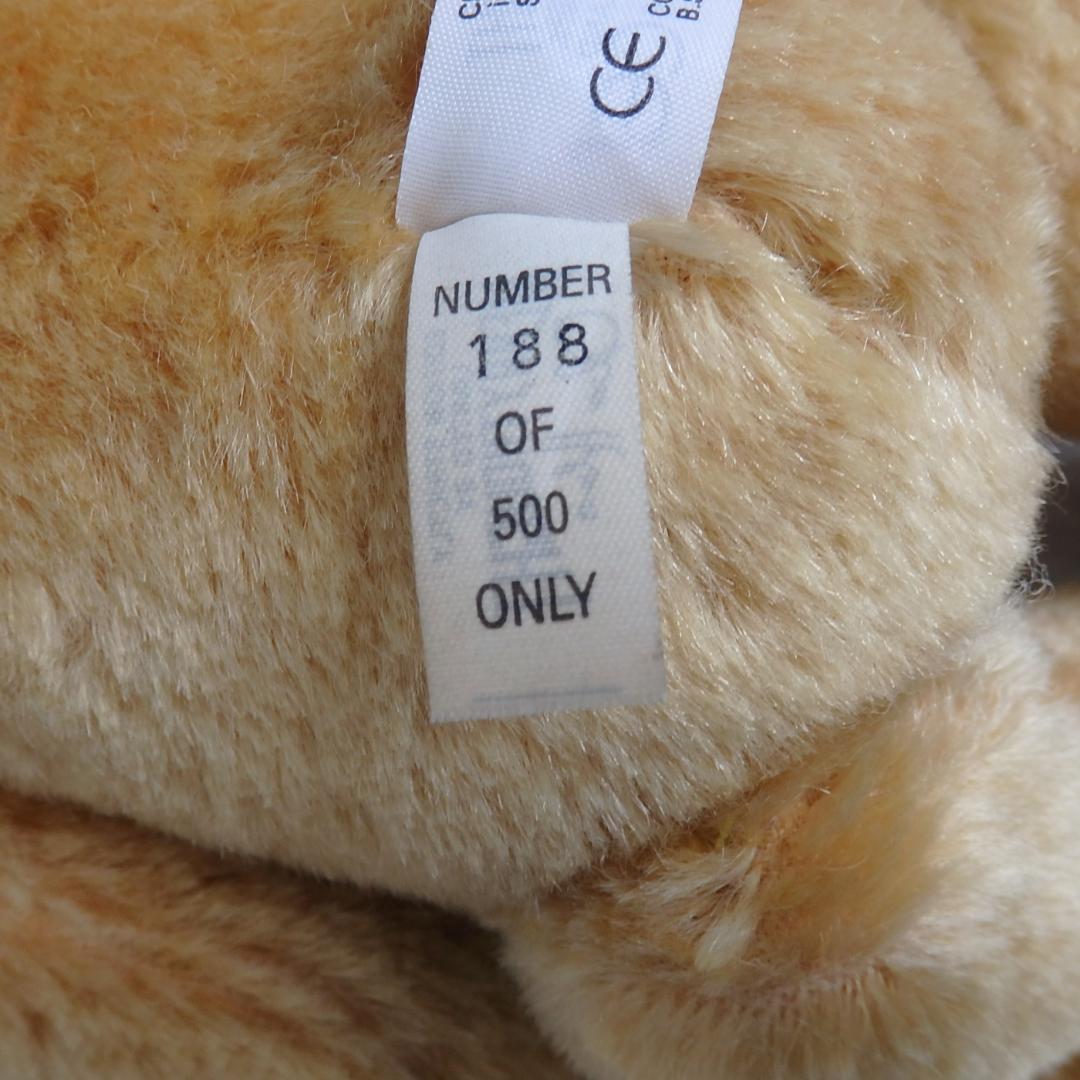 CE
NUMBER
188
OF
500
ONLY